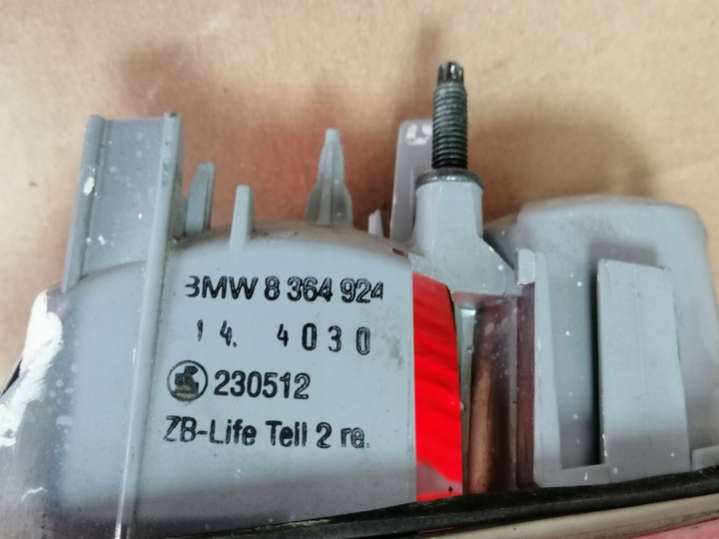 BMW 8 364 924
14. 4030
230512
ZB-Life Teil 2 re.